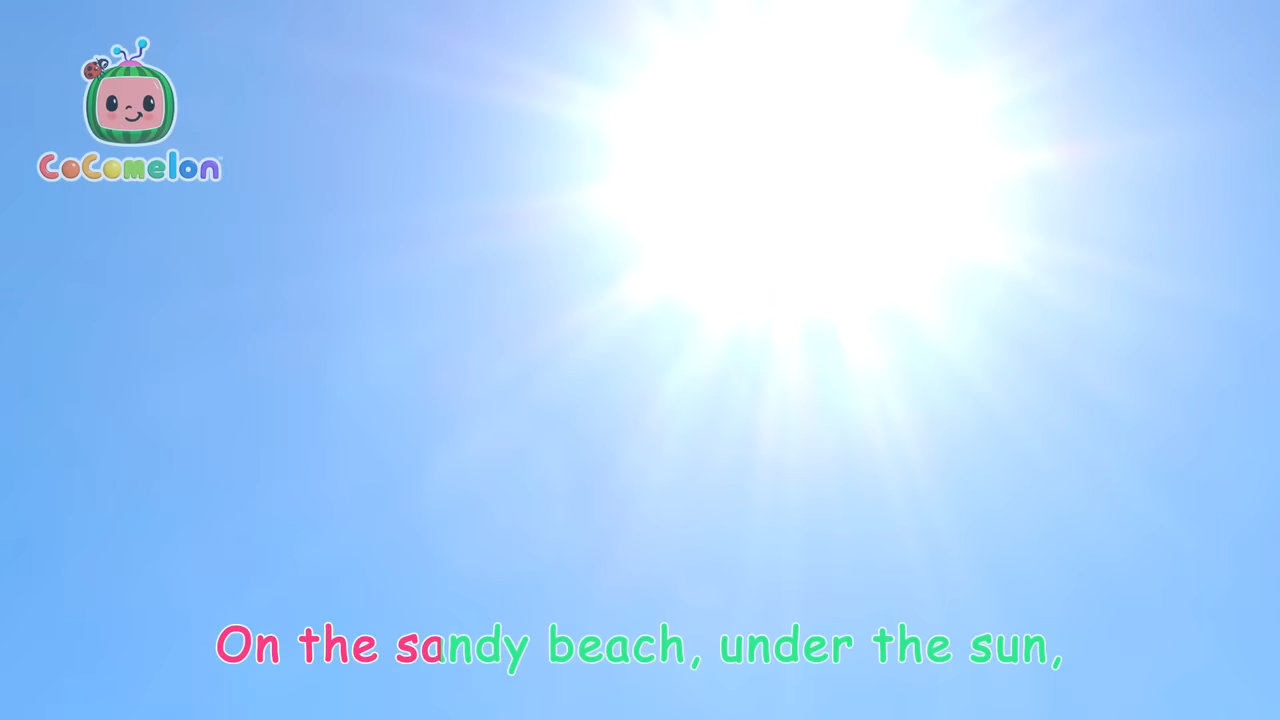 CoComelon
On the sandy beach, under the sun,